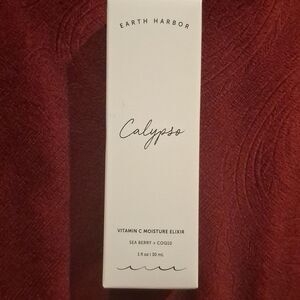 EARTH HARBOR
Calypso
VITAMIN C MOISTURE ELIXIR
SEA BERRY + COQ10
1 fl oz | 30 mL